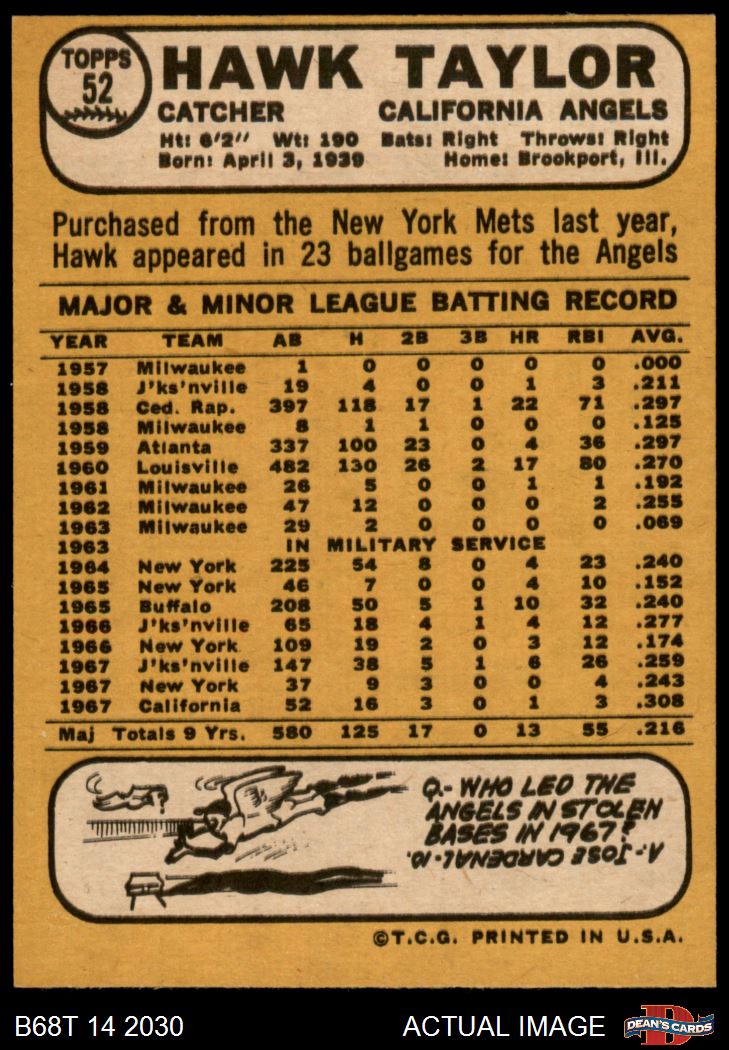 TOPPS
52
HAWK TAYLOR
CATCHER CALIFORNIA ANGELS
Ht: 6'2" Wt: 190 Bats: Right Throws: Right
Born: April 3, 1939 Home: Brookport, Ill.
Purchased from the New York Mets last year,
Hawk appeared in 23 ballgames for the Angels
MAJOR & MINOR LEAGUE BATTING RECORD
YEAR TEAM AB H 2B 3B HR RBI AVG.
1957 Milwaukee 1 0 0 0 0 0 .000
1958 J'ks'nville 19 4 0 0 1 3 .211
1958 Ced. Rap. 397 118 17 1 22 71 .297
1958 Milwaukee 8 1 1 0 0 0 .125
1959 Atlanta 337 100 23 0 4 36 .297
1960 Louisville 482 130 26 2 17 80 .270
1961 Milwaukee 26 5 0 0 1 1 .192
1962 Milwaukee 47 12 0 0 0 2 .255
1963 Milwaukee 29 2 0 0 0 0 .069
1963 IN MILITARY SERVICE
1964 New York 225 54 8 0 4 23 .240
1965 New York 46 7 0 0 4 10 .152
1965 Buffalo 208 50 5 1 10 32 .240
1966 J'ks'nville 65 18 4 1 4 12 .277
1966 New York 109 19 2 0 3 12 .174
1967 J'ks'nville 147 38 5 1 6 26 .259
1967 New York 37 9 3 0 0 4 .243
1967 California 52 16 3 0 1 3 .308
Maj Totals 9 Yrs. 580 125 17 0 13 55 .216
Q.- WHO LED THE
ANGELS IN STOLEN
BASES IN 1967?
A.- JOSE CARDENAL-10.
©T.C.G. PRINTED IN U.S.A.
B68T 14 2030 ACTUAL IMAGE
D
DEAN'S CARDS